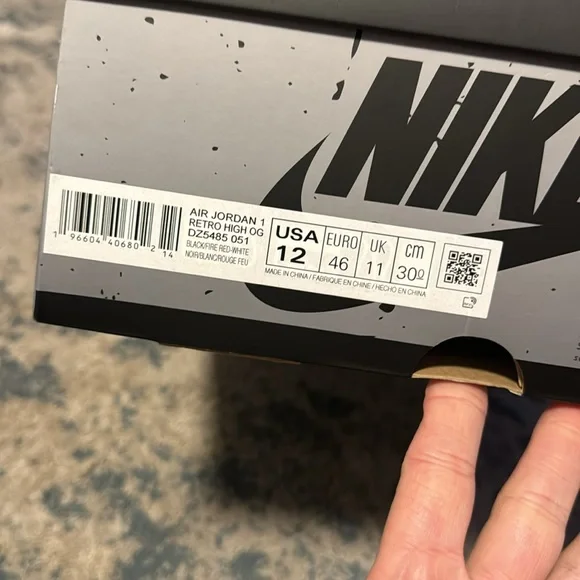 NIKE
AIR JORDAN 1
RETRO HIGH OG
DZ5485 051
BLACK/FIRE RED-WHITE
NOIR/BLANC/ROUGE FEU
1 96604 40680 2 14
USA
12
EURO
46
UK
11
cm
300
MADE IN CHINA / FABRIQUE EN CHINE / HECHO EN CHINA